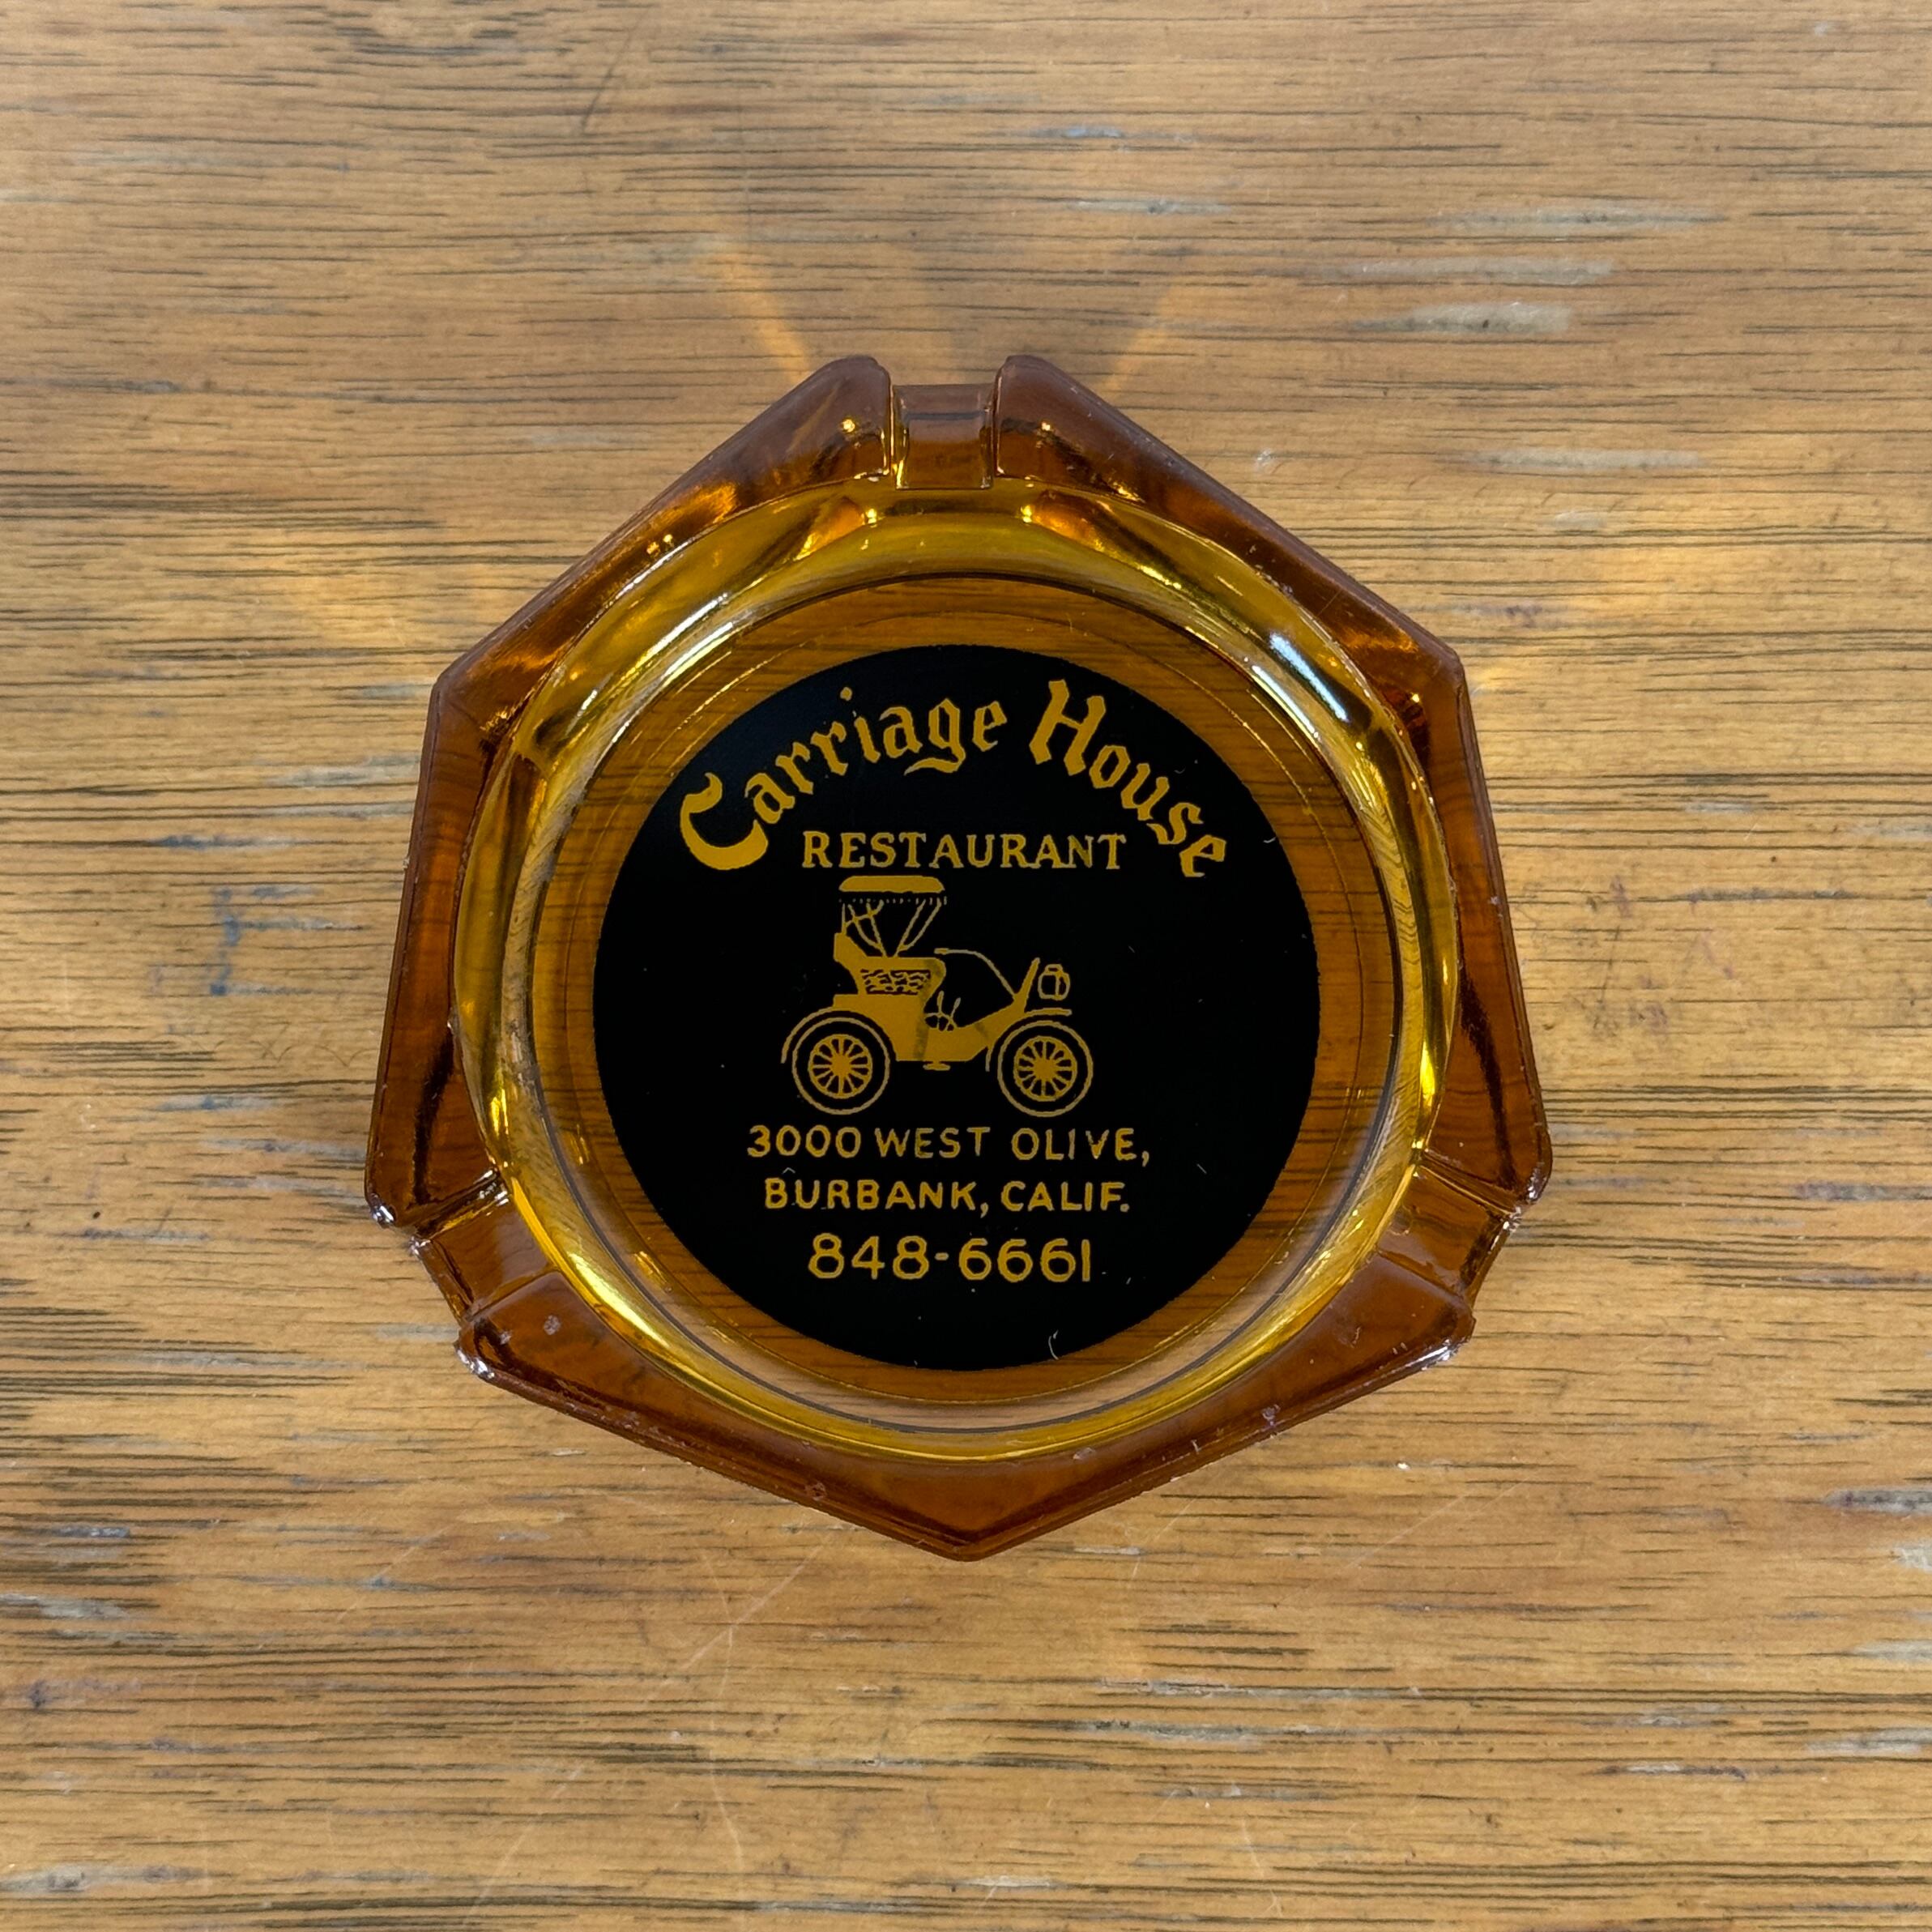 Carriage House
RESTAURANT
3000 WEST OLIVE,
BURBANK, CALIF.
848-6661